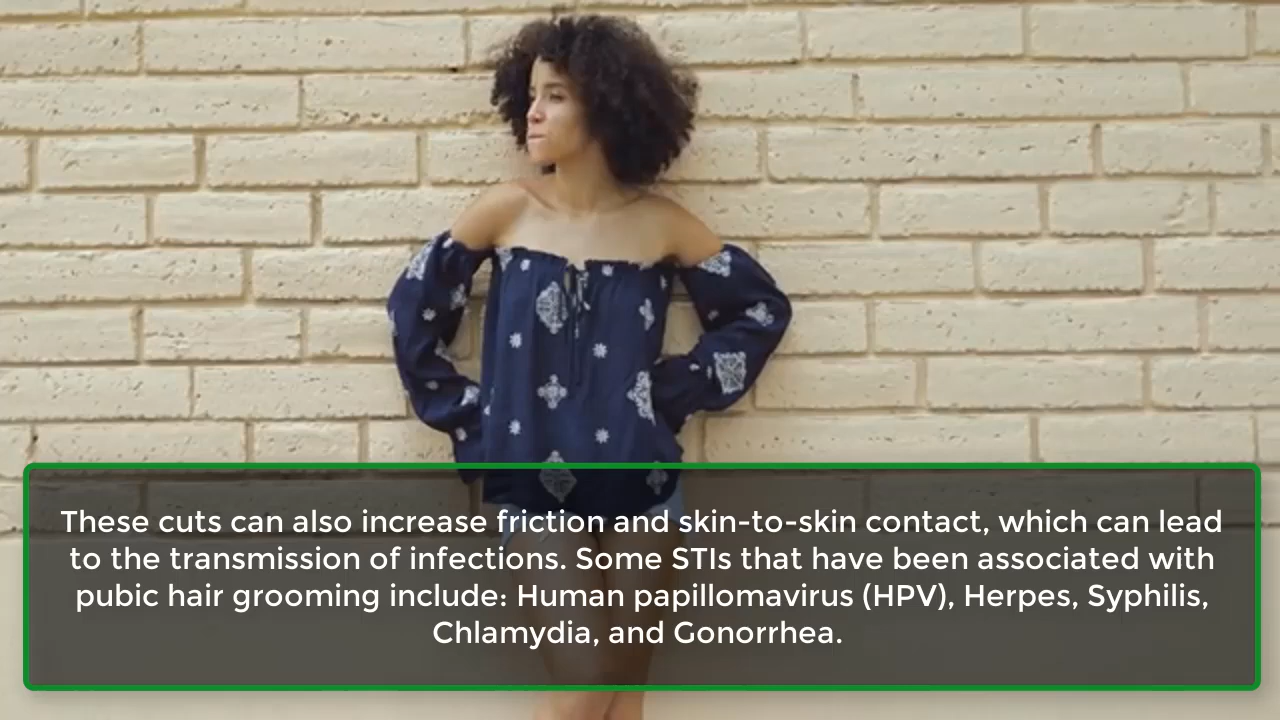 These cuts can also increase friction and skin-to-skin contact, which can lead
to the transmission of infections. Some STIs that have been associated with
pubic hair grooming include: Human papillomavirus (HPV), Herpes, Syphilis,
Chlamydia, and Gonorrhea.